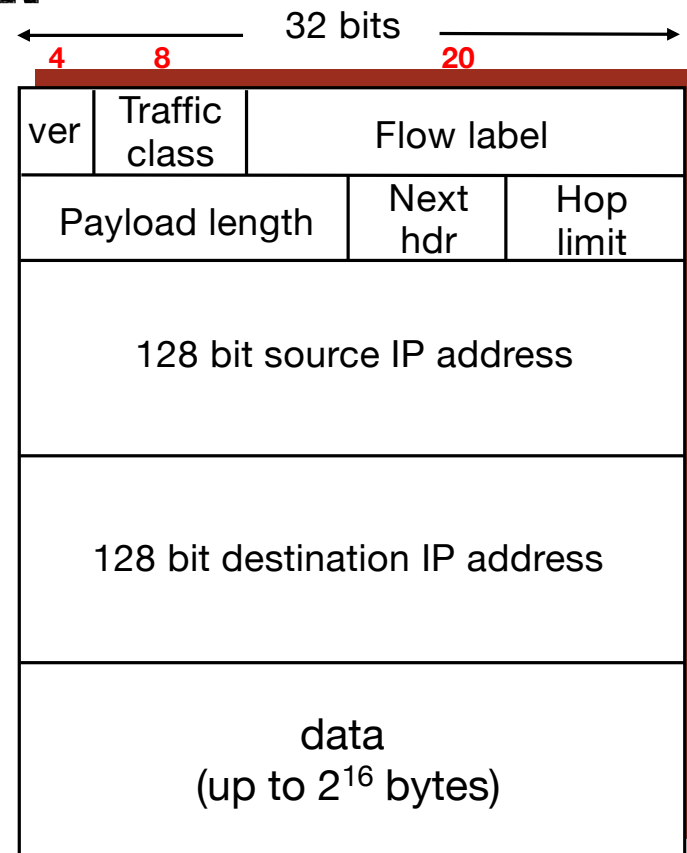 32 bits
4 8 20
ver Traffic class Flow label
Payload length Next hdr Hop limit
128 bit source IP address
128 bit destination IP address
data
(up to 2¹⁶ bytes)